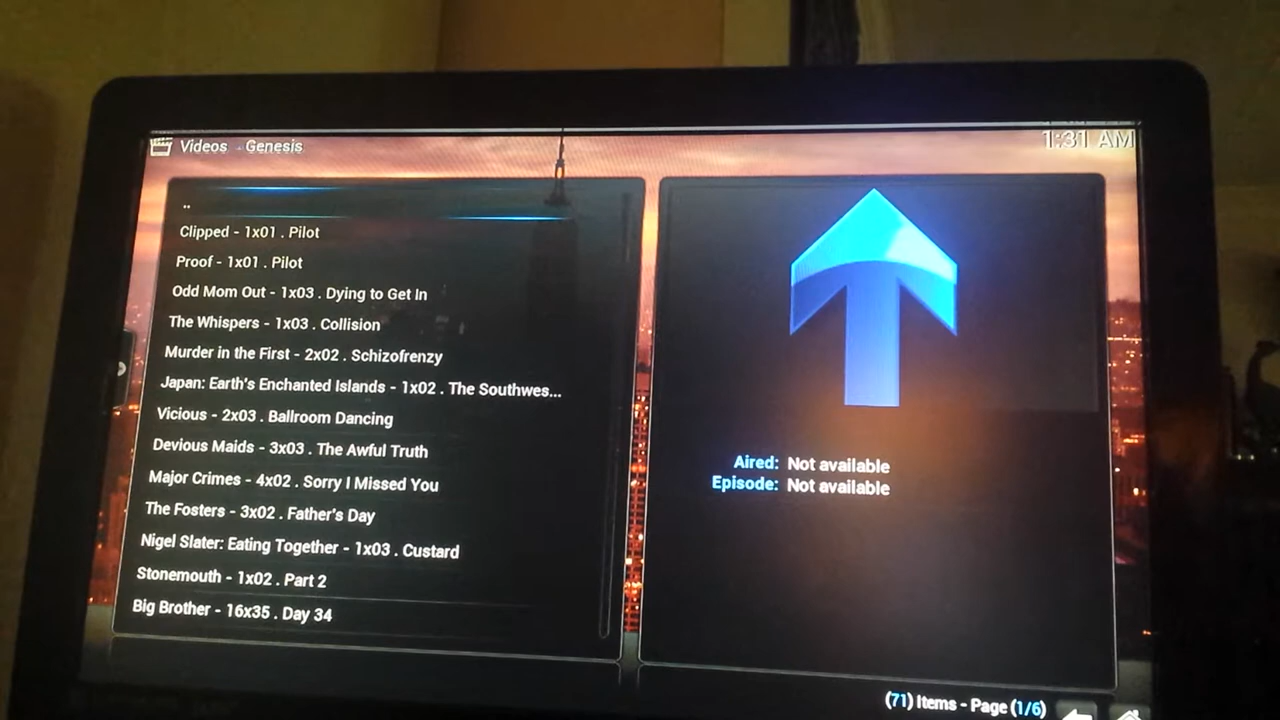 Videos - Genesis
1:31 AM
..
Clipped - 1x01 . Pilot
Proof - 1x01 . Pilot
Odd Mom Out - 1x03 . Dying to Get In
The Whispers - 1x03 . Collision
Murder in the First - 2x02 . Schizofrenzy
Japan: Earth's Enchanted Islands - 1x02 . The Southwes...
Vicious - 2x03 . Ballroom Dancing
Devious Maids - 3x03 . The Awful Truth
Major Crimes - 4x02 . Sorry I Missed You
The Fosters - 3x02 . Father's Day
Nigel Slater: Eating Together - 1x03 . Custard
Stonemouth - 1x02 . Part 2
Big Brother - 16x35 . Day 34
Aired: Not available
Episode: Not available
(71) Items - Page (1/6)